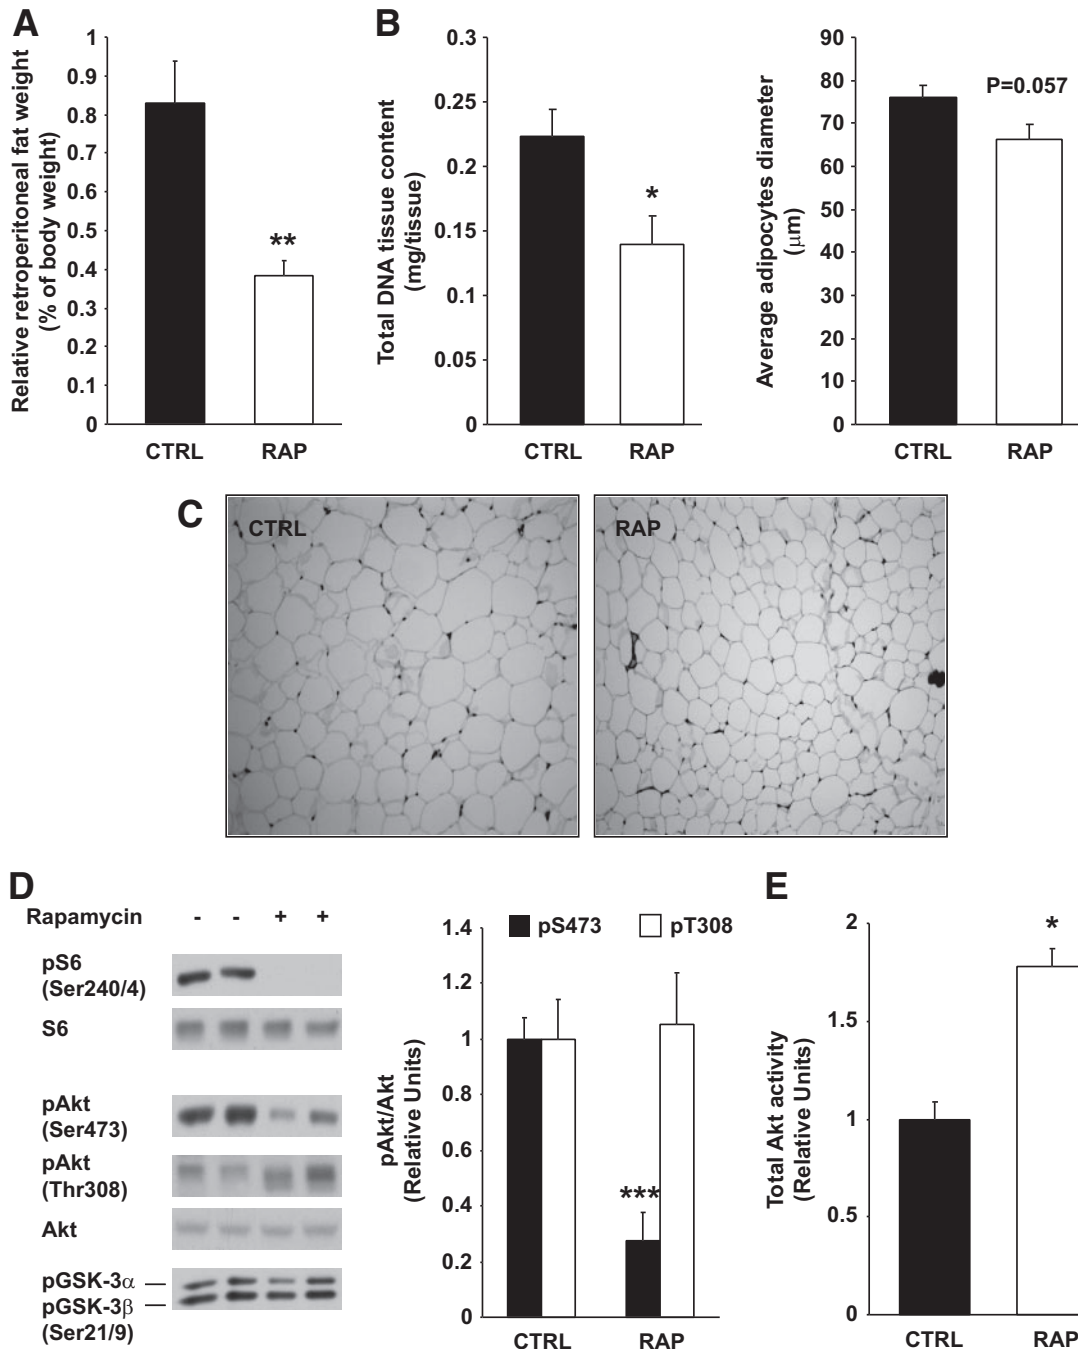 A
Relative retroperitoneal fat weight
(% of body weight)
1
0.9
0.8
0.7
0.6
0.5
0.4
0.3
0.2
0.1
0
**
CTRL RAP
B
Total DNA tissue content
(mg/tissue)
0.3
0.25
0.2
0.15
0.1
0.05
0
*
CTRL RAP
Average adipocytes diameter
(μm)
90
80
70
60
50
40
30
20
10
0
P=0.057
CTRL RAP
C
CTRL
RAP
D
Rapamycin - - + +
pS6
(Ser240/4)
S6
pAkt
(Ser473)
pAkt
(Thr308)
Akt
pGSK-3α
pGSK-3β
(Ser21/9)
pAkt/Akt
(Relative Units)
1.4
1.2
1
0.8
0.6
0.4
0.2
0
pS473 pT308
***
CTRL RAP
E
Total Akt activity
(Relative Units)
2
1.5
1
0.5
0
*
CTRL RAP